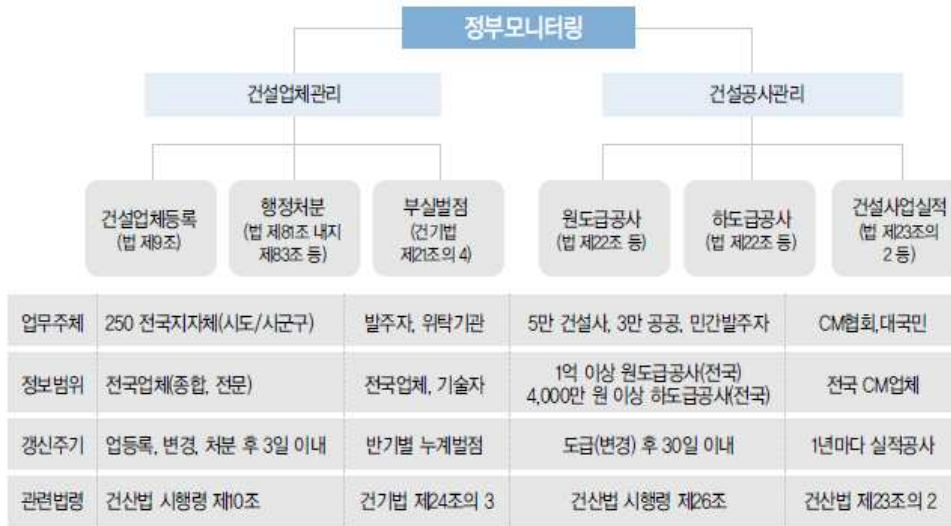 정부모니터링
건설업체관리
건설공사관리
건설업체등록
(법 제9조)
행정처분
(법 제81조 내지
제83조 등)
부실벌점
(건기법
제21조의 4)
원도급공사
(법 제22조 등)
하도급공사
(법 제22조 등)
건설사업실적
(법 제23조의
2 등)
업무주체 250 전국지자체(시도/시군구) 발주자, 위탁기관 5만 건설사, 3만 공공, 민간발주자 CM협회,대국민
정보범위 전국업체(종합, 전문) 전국업체, 기술자 1억 이상 원도급공사(전국)
4,000만 원 이상 하도급공사(전국) 전국 CM업체
갱신주기 업등록, 변경, 처분 후 3일 이내 반기별 누계벌점 도급(변경) 후 30일 이내 1년마다 실적공사
관련법령 건산법 시행령 제10조 건기법 제24조의 3 건산법 시행령 제26조 건산법 제23조의 2